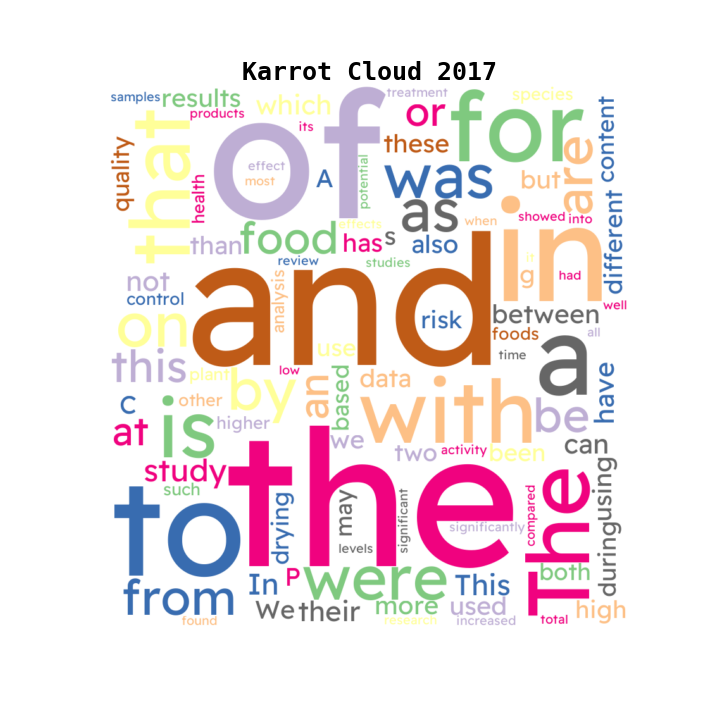 Karrot Cloud 2017
samples
results
products
which
treatment
species
its
or
for
these
content
quality
that
of
effect
most
A
potential
was
but
are
health
as
showed
into
different
than
food
effects
has
s
also
when
in
review
studies
not
control
analysis
and
risk
g
had
well
on
between
foods
all
use
time
this
plant
low
a
by
an
based
data
with
be
have
C
other
at
is
higher
we
two
activity
been
can
study
such
the
to
drying
may
levels
significant
significantly
compared
The
using
during
from
In
P
were
This
both
We
their
more
used
high
found
research
increased
total